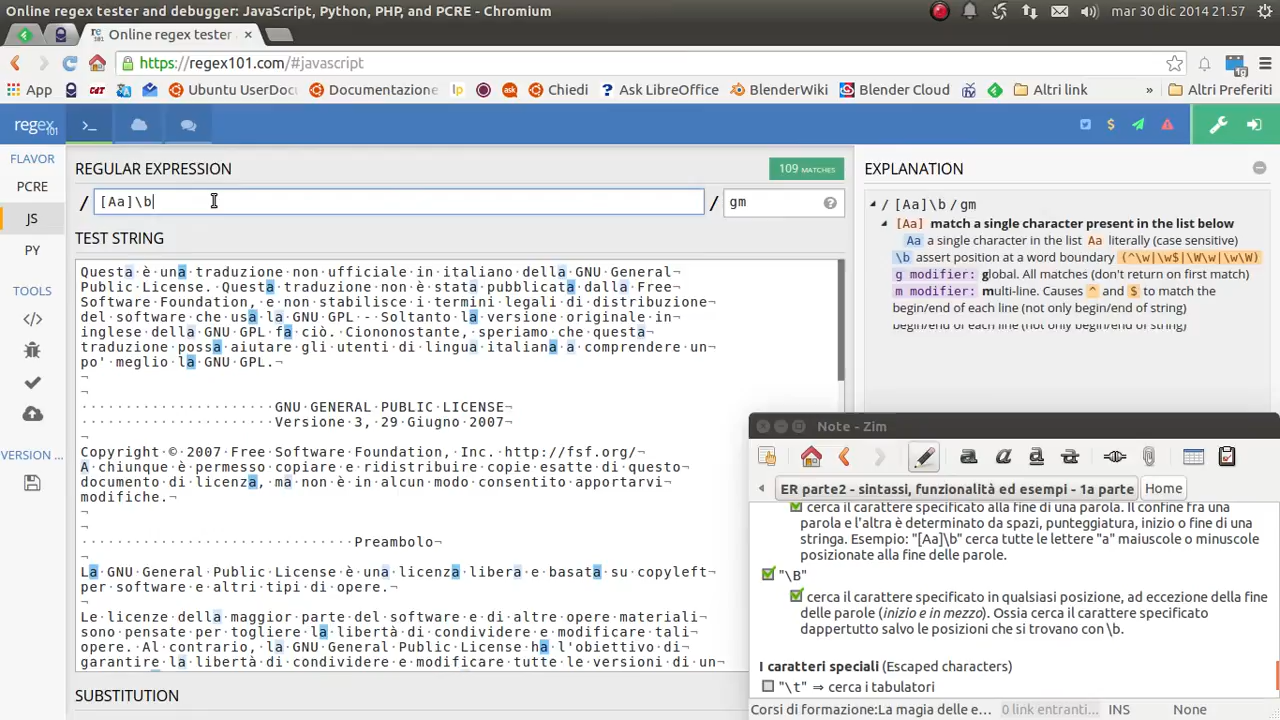 Online regex tester and debugger: JavaScript, Python, PHP, and PCRE - Chromium
mar 30 dic 2014 21.57
Online regex tester
https://regex101.com/#javascript
App
Ubuntu UserDocu
Documentazione
Chiedi
Ask LibreOffice
BlenderWiki
Blender Cloud
Altri link
»
Altri Preferiti
regex101
FLAVOR
PCRE
JS
PY
TOOLS
VERSION ...
REGULAR EXPRESSION
109 MATCHES
/ [Aa]\b / gm
TEST STRING
Questa·è·una·traduzione·non·ufficiale·in·italiano·della·GNU·General¬
Public·License.·Questa·traduzione·non·è·stata·pubblicata·dalla·Free¬
Software·Foundation,·e·non·stabilisce·i·termini·legali·di·distribuzione¬
del·software·che·usa·la·GNU·GPL.··Soltanto·la·versione·originale·in¬
inglese·della·GNU·GPL·fa·ciò.·Ciononostante,·speriamo·che·questa¬
traduzione·possa·aiutare·gli·utenti·di·lingua·italiana·a·comprendere·un¬
po'·meglio·la·GNU·GPL.¬
¬
¬
······················GNU·GENERAL·PUBLIC·LICENSE¬
······················Versione·3,·29·Giugno·2007¬
¬
Copyright·©·2007·Free·Software·Foundation,·Inc.·http://fsf.org/¬
A·chiunque·è·permesso·copiare·e·ridistribuire·copie·esatte·di·questo¬
documento·di·licenza,·ma·non·è·in·alcun·modo·consentito·apportarvi¬
modifiche.¬
¬
¬
······························Preambolo¬
¬
La·GNU·General·Public·License·è·una·licenza·libera·e·basata·su·copyleft¬
per·software·e·altri·tipi·di·opere.¬
¬
Le·licenze·della·maggior·parte·del·software·e·di·altre·opere·materiali¬
sono·pensate·per·togliere·la·libertà·di·condividere·e·modificare·tali¬
opere.·Al·contrario,·la·GNU·General·Public·License·ha·l'obiettivo·di¬
garantire·la·libertà·di·condividere·e·modificare·tutte·le·versioni·di·un¬
SUBSTITUTION
EXPLANATION
/ [Aa]\b / gm
[Aa] match a single character present in the list below
Aa a single character in the list Aa literally (case sensitive)
\b assert position at a word boundary (^\w|\w$|\W\w|\w\W)
g modifier: global. All matches (don't return on first match)
m modifier: multi-line. Causes ^ and $ to match the
begin/end of each line (not only begin/end of string)
begin/end of each line (not only begin/end of string)
Note - Zim
ER parte2 - sintassi, funzionalità ed esempi - 1a parte
Home
cerca il carattere specificato alla fine di una parola. Il confine fra una
parola e l'altra è determinato da spazi, punteggiatura, inizio o fine di una
stringa. Esempio: "[Aa]\b" cerca tutte le lettere "a" maiuscole o minuscole
posizionate alla fine delle parole.
"\B"
cerca il carattere specificato in qualsiasi posizione, ad eccezione della fine
delle parole (inizio e in mezzo). Ossia cerca il carattere specificato
dappertutto salvo le posizioni che si trovano con \b.
I caratteri speciali (Escaped characters)
"\t" ⇒ cerca i tabulatori
Corsi di formazione:La magia delle e…
0 link entranti…
INS
None